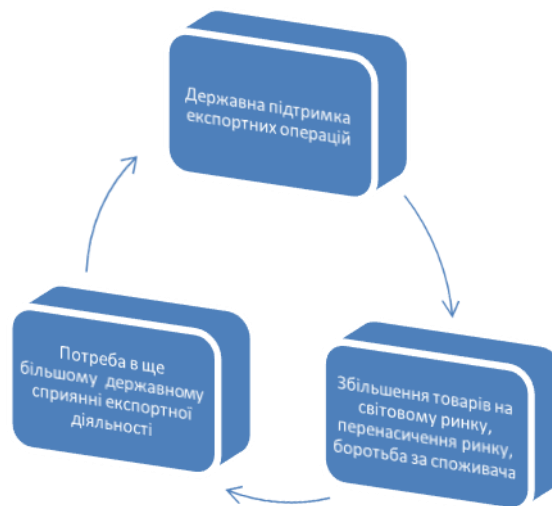 Державна підтримка
експортних операцій
Збільшення товарів на
світовому ринку,
перенасичення ринку,
боротьба за споживача
Потреба в ще
більшому державному
сприянні експортної
діяльності